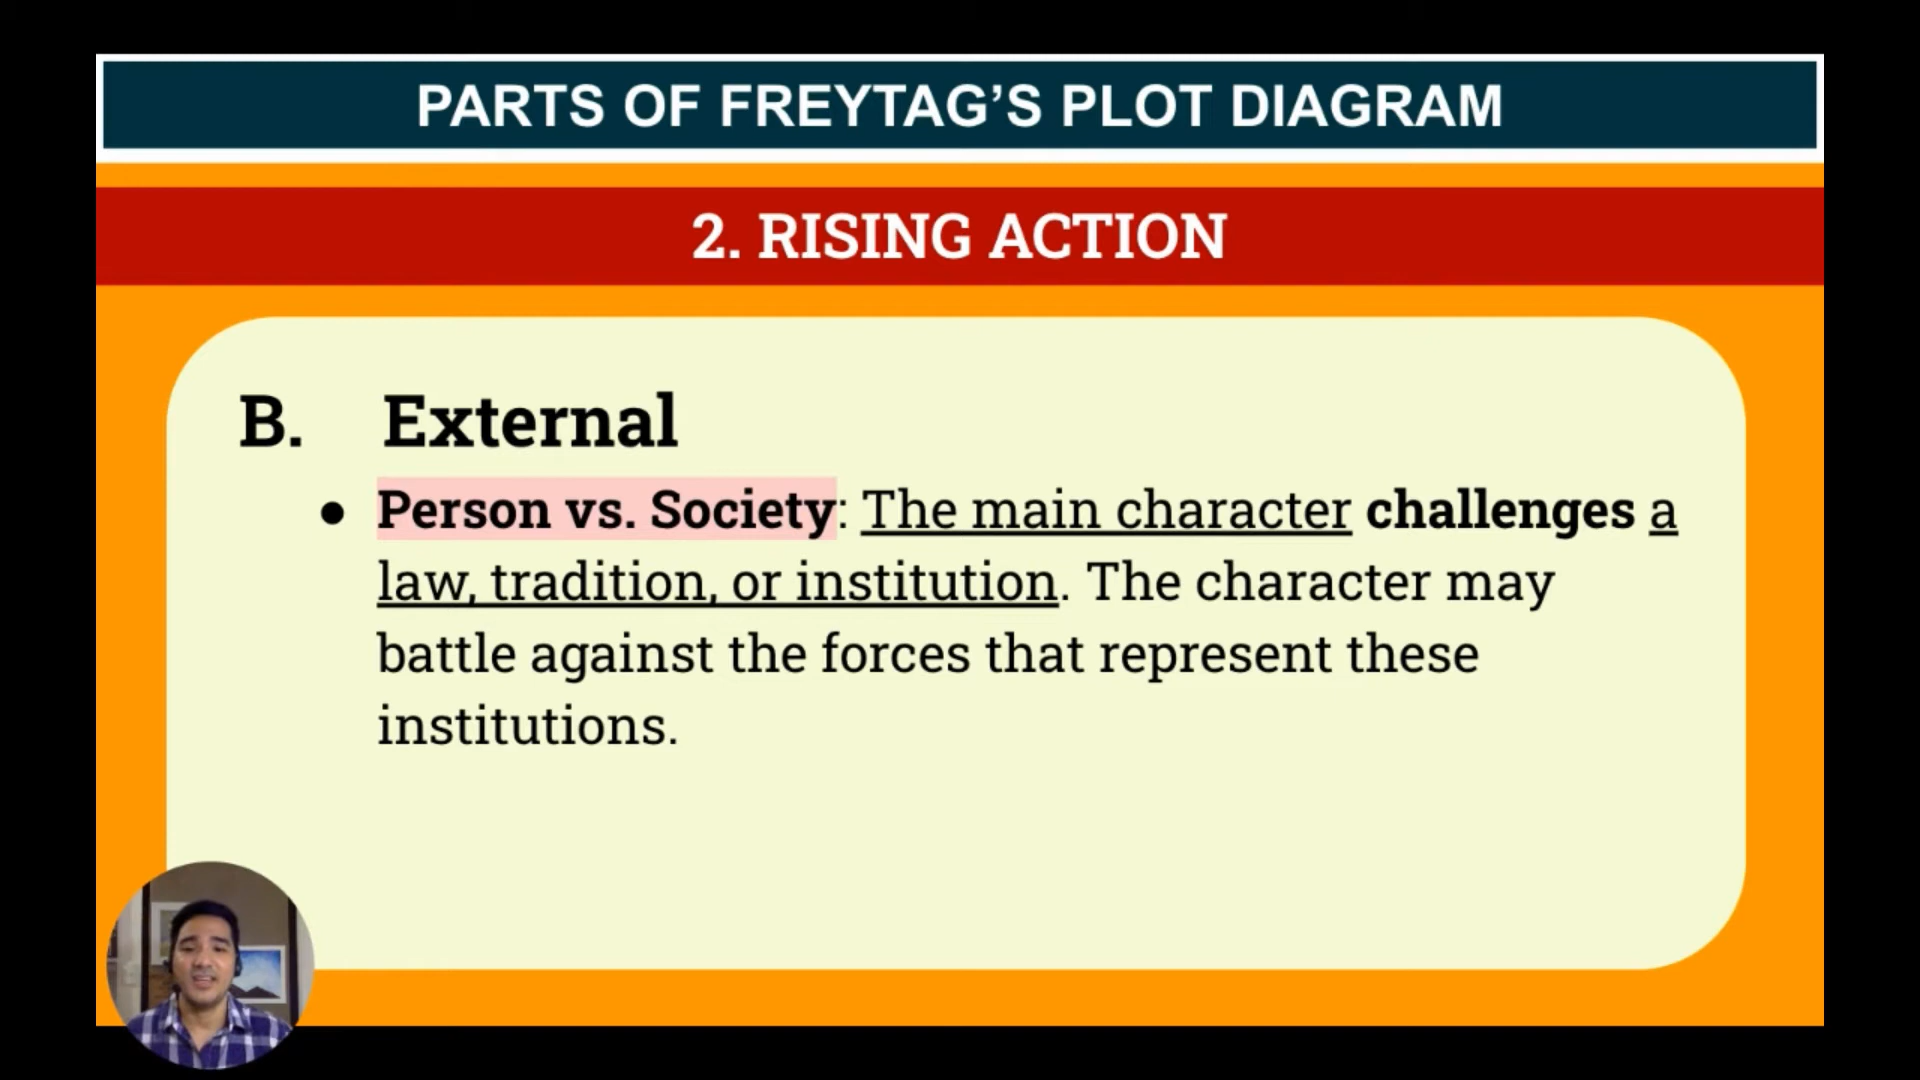 PARTS OF FREYTAG’S PLOT DIAGRAM
2. RISING ACTION
B. External
● Person vs. Society: The main character challenges a
law, tradition, or institution. The character may
battle against the forces that represent these
institutions.